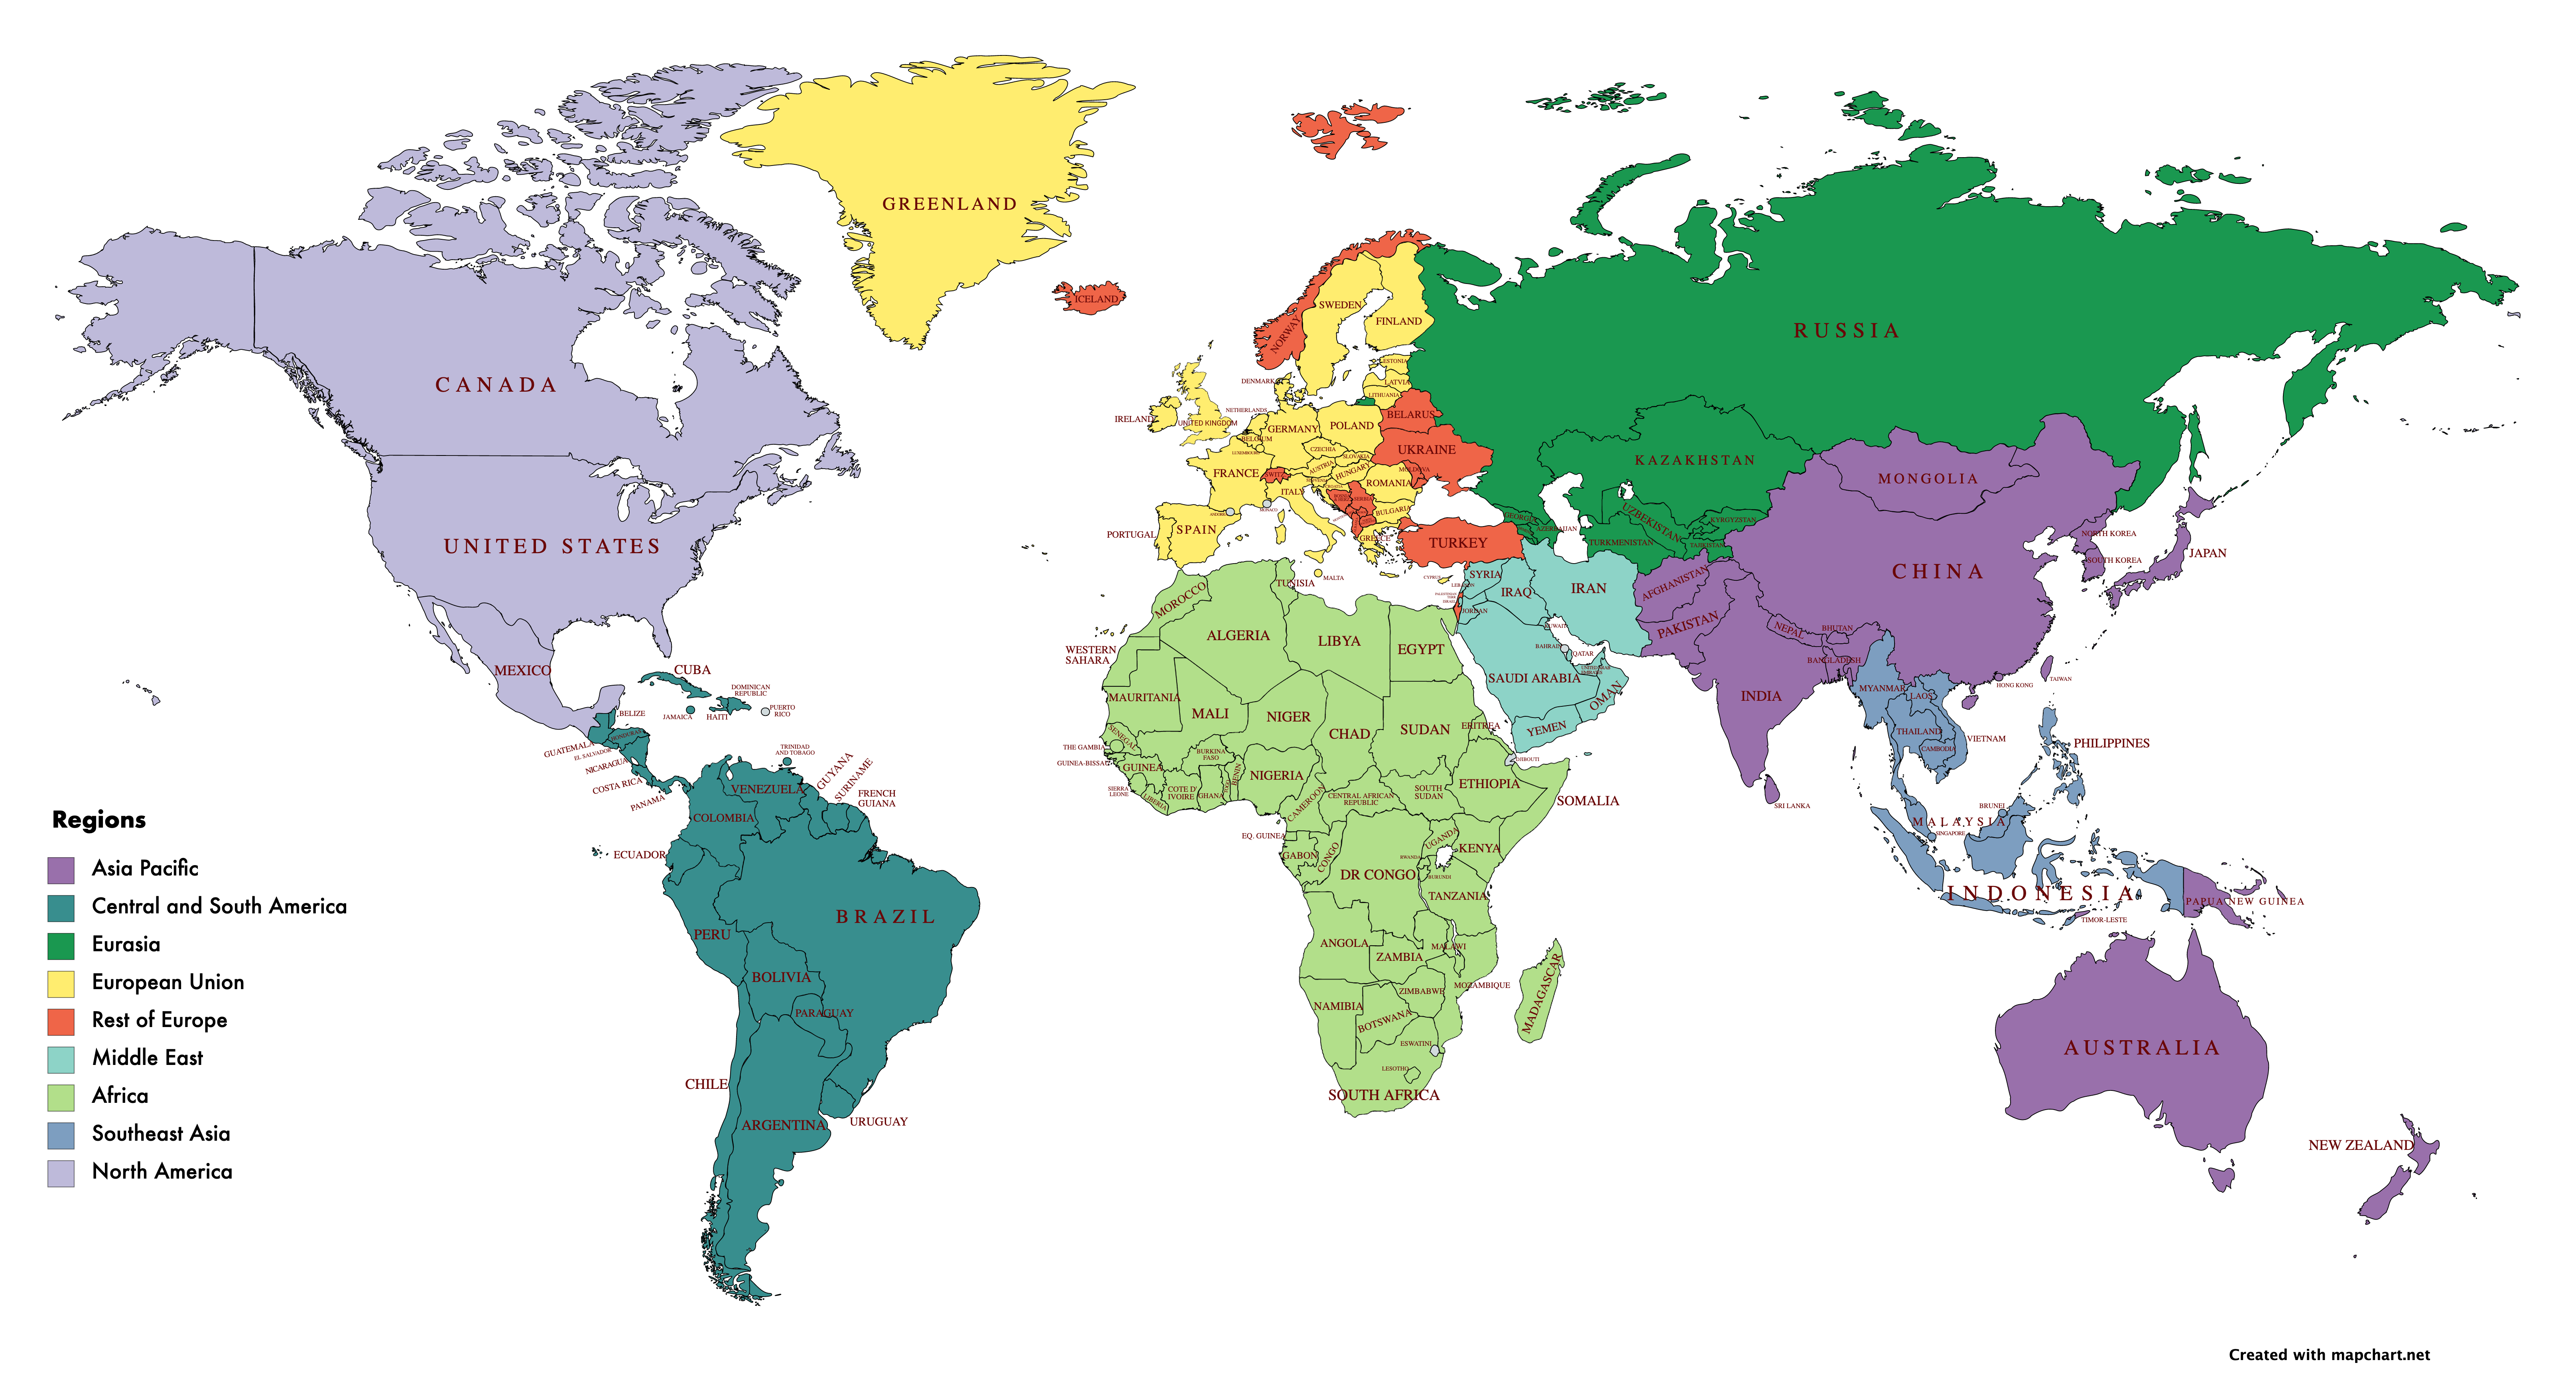 GREENLAND
ICELAND
CANADA
UNITED STATES
MEXICO
CUBA
DOMINICAN
REPUBLIC
PUERTO
RICO
JAMAICA
HAITI
BELIZE
HONDURAS
GUATEMALA
EL SALVADOR
NICARAGUA
COSTA RICA
PANAMA
TRINIDAD
AND TOBAGO
GUYANA
SURINAME
FRENCH
GUIANA
VENEZUELA
COLOMBIA
ECUADOR
BRAZIL
PERU
BOLIVIA
PARAGUAY
CHILE
ARGENTINA
URUGUAY
NORWAY
SWEDEN
FINLAND
ESTONIA
LATVIA
LITHUANIA
DENMARK
IRELAND
UNITED KINGDOM
NETHERLANDS
BELGIUM
LUXEMBOURG
GERMANY
POLAND
BELARUS
UKRAINE
CZECHIA
SLOVAKIA
AUSTRIA
HUNGARY
MOLDOVA
ROMANIA
FRANCE
SWITZ.
ITALY
SERBIA
BULGARIA
ANDORRA
MONACO
SPAIN
PORTUGAL
GREECE
MALTA
CYPRUS
TURKEY
RUSSIA
KAZAKHSTAN
GEORGIA
AZERBAIJAN
UZBEKISTAN
TURKMENISTAN
KYRGYZSTAN
TAJIKISTAN
MONGOLIA
CHINA
NORTH KOREA
SOUTH KOREA
JAPAN
TAIWAN
HONG KONG
AFGHANISTAN
PAKISTAN
INDIA
NEPAL
BHUTAN
BANGLADESH
SRI LANKA
SYRIA
IRAQ
IRAN
JORDAN
KUWAIT
BAHRAIN
QATAR
UNITED ARAB
EMIRATES
SAUDI ARABIA
OMAN
YEMEN
MOROCCO
TUNISIA
ALGERIA
LIBYA
EGYPT
WESTERN
SAHARA
MAURITANIA
MALI
NIGER
CHAD
SUDAN
ERITREA
DJIBOUTI
SENEGAL
THE GAMBIA
GUINEA-BISSAU
GUINEA
SIERRA
LEONE
LIBERIA
COTE D'
IVOIRE
BURKINA
FASO
GHANA
TOGO
BENIN
NIGERIA
CAMEROON
CENTRAL AFRICAN
REPUBLIC
SOUTH
SUDAN
ETHIOPIA
SOMALIA
EQ. GUINEA
GABON
CONGO
DR CONGO
UGANDA
KENYA
RWANDA
BURUNDI
TANZANIA
ANGOLA
ZAMBIA
MALAWI
MOZAMBIQUE
ZIMBABWE
NAMIBIA
BOTSWANA
ESWATINI
LESOTHO
SOUTH AFRICA
MADAGASCAR
MYANMAR
LAOS
THAILAND
CAMBODIA
VIETNAM
PHILIPPINES
BRUNEI
MALAYSIA
SINGAPORE
INDONESIA
TIMOR-LESTE
PAPUA NEW GUINEA
AUSTRALIA
NEW ZEALAND
Regions
Asia Pacific
Central and South America
Eurasia
European Union
Rest of Europe
Middle East
Africa
Southeast Asia
North America
Created with mapchart.net